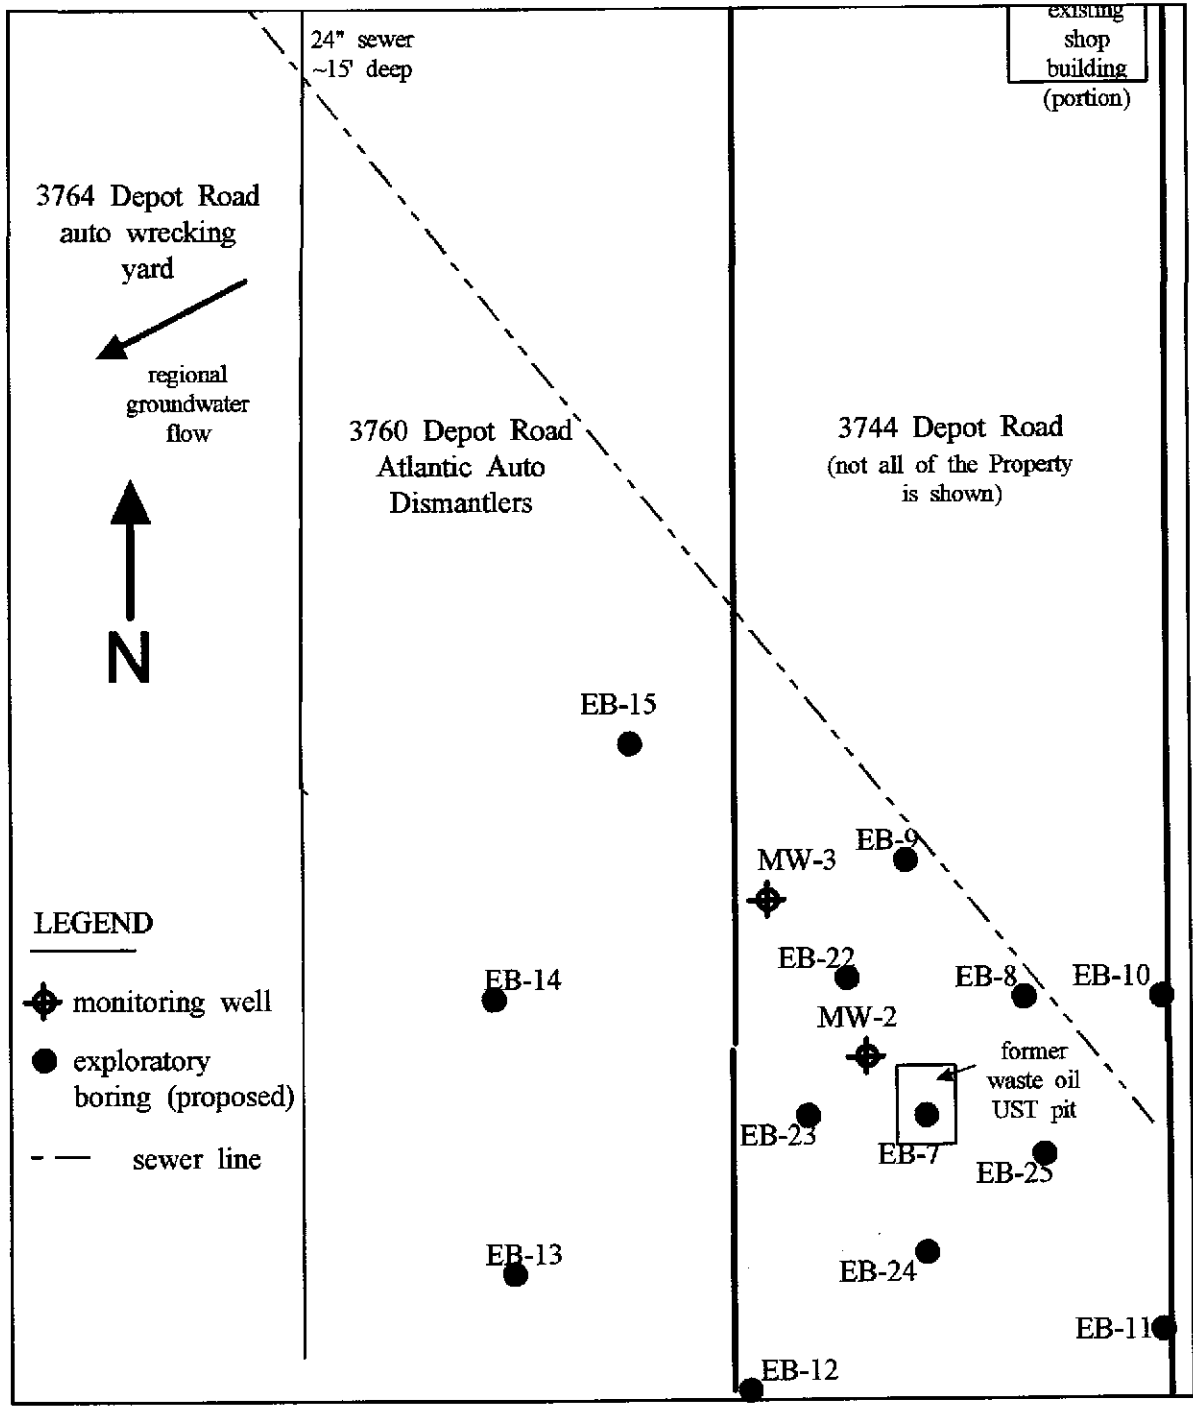 24" sewer
~15' deep
existing
shop
building
(portion)
3764 Depot Road
auto wrecking
yard
regional
groundwater
flow
N
3760 Depot Road
Atlantic Auto
Dismantlers
3744 Depot Road
(not all of the Property
is shown)
EB-15
EB-9
MW-3
EB-22
EB-8
EB-10
EB-14
MW-2
former
waste oil
UST pit
EB-23
EB-7
EB-25
EB-13
EB-24
EB-11
EB-12
LEGEND
monitoring well
exploratory
boring (proposed)
sewer line